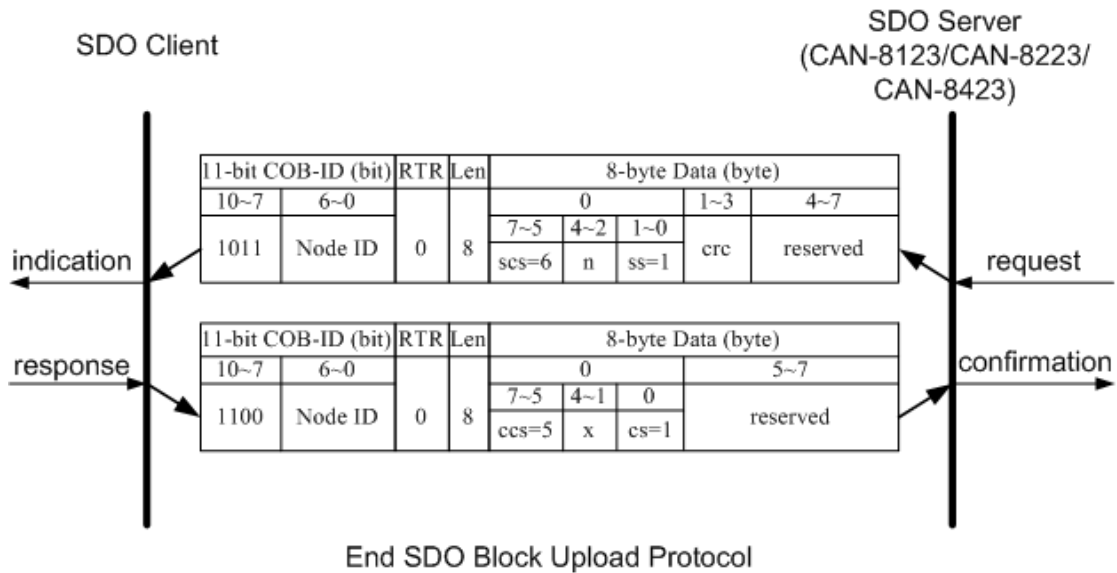 SDO Client
SDO Server
(CAN-8123/CAN-8223/
CAN-8423)
11-bit COB-ID (bit) RTR Len 8-byte Data (byte)
10~7 6~0 0 1~3 4~7
7~5 4~2 1~0
1011 Node ID 0 8 crc reserved
scs=6 n ss=1
indication
request
11-bit COB-ID (bit) RTR Len 8-byte Data (byte)
10~7 6~0 0 5~7
7~5 4~1 0
1100 Node ID 0 8 reserved
ccs=5 x cs=1
response
confirmation
End SDO Block Upload Protocol